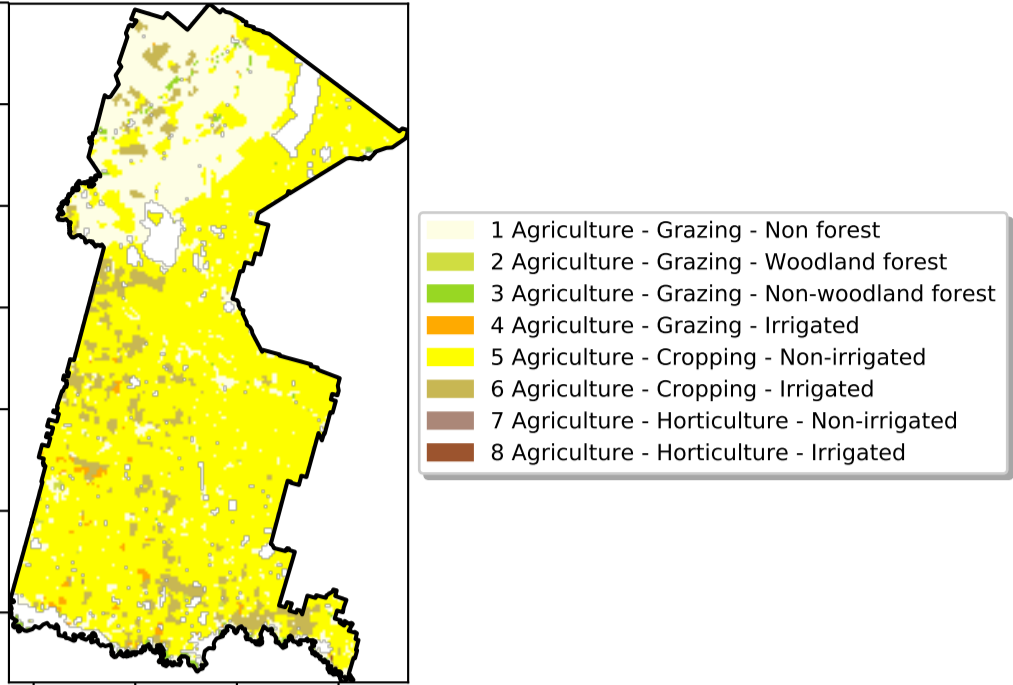 1 Agriculture - Grazing - Non forest
2 Agriculture - Grazing - Woodland forest
3 Agriculture - Grazing - Non-woodland forest
4 Agriculture - Grazing - Irrigated
5 Agriculture - Cropping - Non-irrigated
6 Agriculture - Cropping - Irrigated
7 Agriculture - Horticulture - Non-irrigated
8 Agriculture - Horticulture - Irrigated